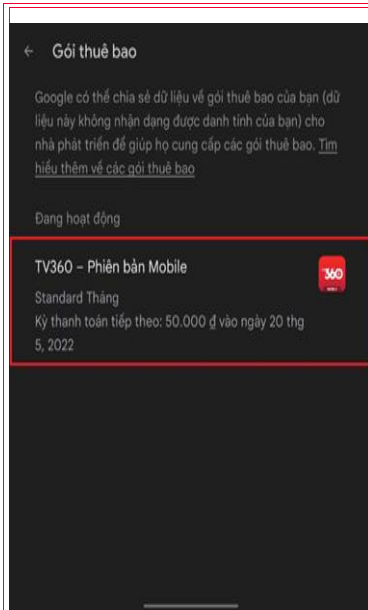 Gói thuê bao
Google có thể chia sẻ dữ liệu về gói thuê bao của bạn (dữ
liệu này không nhận dạng được danh tính của bạn) cho
nhà phát triển để giúp họ cung cấp các gói thuê bao. Tìm
hiểu thêm về các gói thuê bao
Đang hoạt động
TV360 – Phiên bản Mobile
360
Standard Tháng
Kỳ thanh toán tiếp theo: 50.000 ₫ vào ngày 20 thg
5, 2022